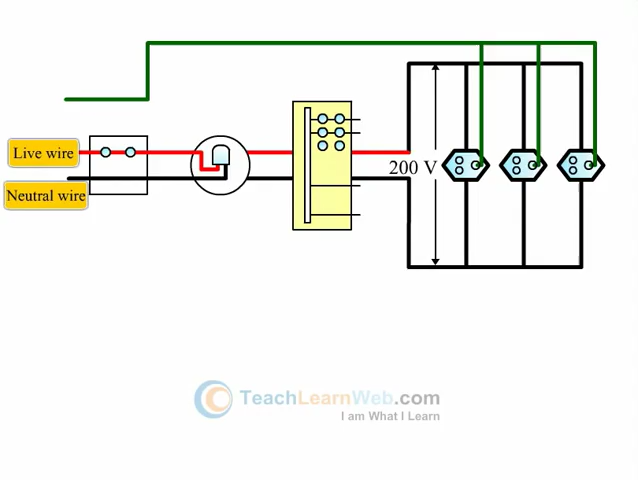 Live wire
Neutral wire
200 V
TeachLearnWeb.com
I am What I Learn